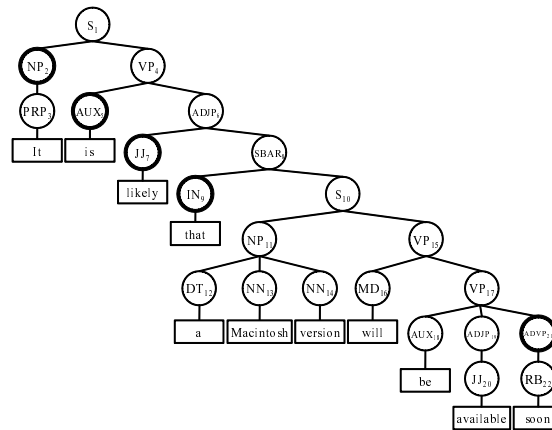 S1
NP2 VP4
PRP3 AUX5 ADJP6
It is JJ7 SBAR8
likely IN9 S10
that NP11 VP15
DT12 NN13 NN14 MD16 VP17
a Macintosh version will AUX18 ADJP19 ADVP21
be JJ20 RB22
available soon